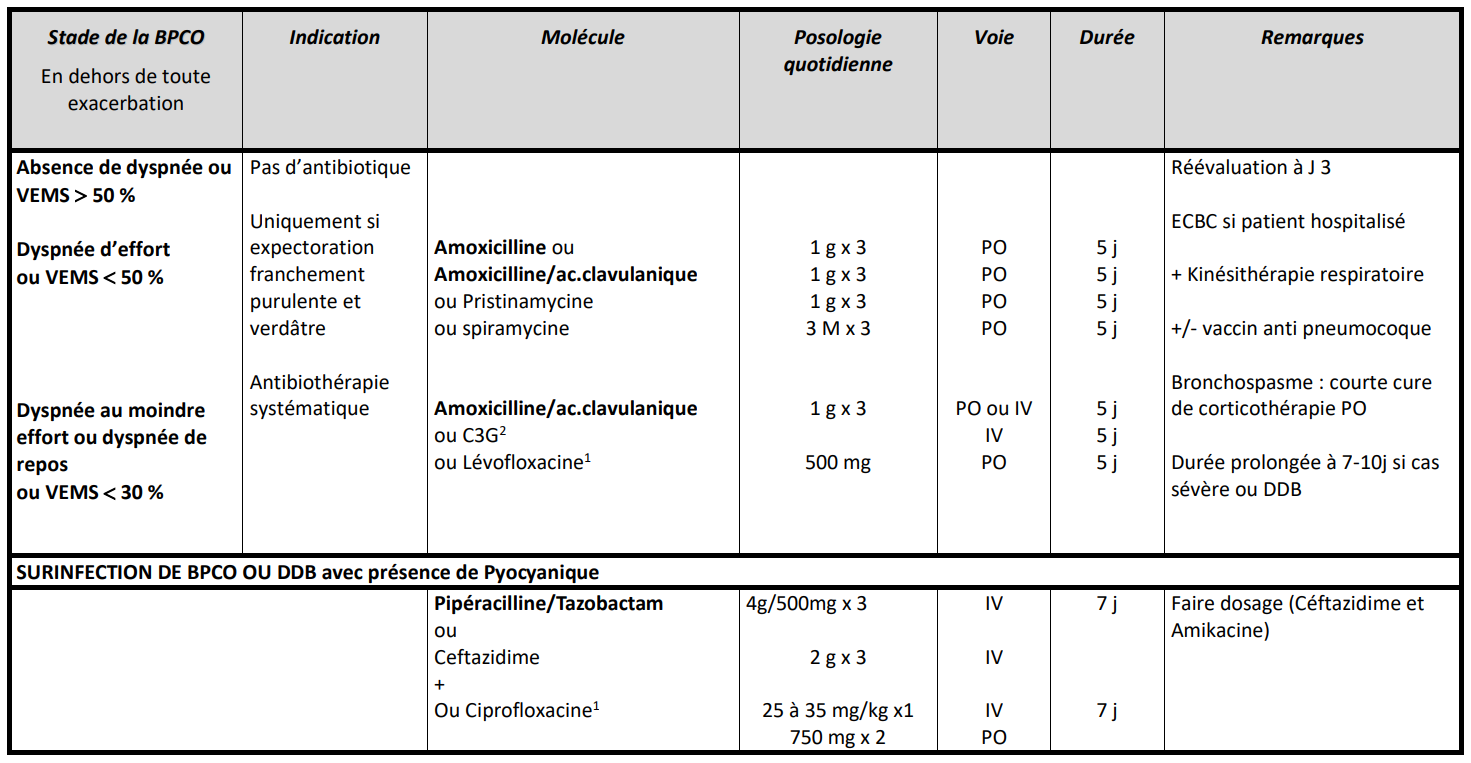 Stade de la BPCO
En dehors de toute
exacerbation
Indication
Molécule
Posologie
quotidienne
Voie
Durée
Remarques
Absence de dyspnée ou
VEMS > 50 %
Pas d’antibiotique
Réévaluation à J 3
Dyspnée d’effort
ou VEMS < 50 %
Uniquement si
expectoration
franchement
purulente et
verdâtre
Amoxicilline ou 1 g x 3 PO 5 j
Amoxicilline/ac.clavulanique 1 g x 3 PO 5 j
ou Pristinamycine 1 g x 3 PO 5 j
ou spiramycine 3 M x 3 PO 5 j
ECBC si patient hospitalisé
+ Kinésithérapie respiratoire
+/- vaccin anti pneumocoque
Dyspnée au moindre
effort ou dyspnée de
repos
ou VEMS < 30 %
Antibiothérapie
systématique
Amoxicilline/ac.clavulanique 1 g x 3 PO ou IV 5 j
ou C3G² IV 5 j
ou Lévofloxacine¹ 500 mg PO 5 j
Bronchospasme : courte cure
de corticothérapie PO
Durée prolongée à 7-10j si cas
sévère ou DDB
SURINFECTION DE BPCO OU DDB avec présence de Pyocyanique
Pipéracilline/Tazobactam 4g/500mg x 3 IV 7 j
ou
Ceftazidime 2 g x 3 IV
+
Ou Ciprofloxacine¹ 25 à 35 mg/kg x1 IV 7 j
750 mg x 2 PO
Faire dosage (Céftazidime et
Amikacine)